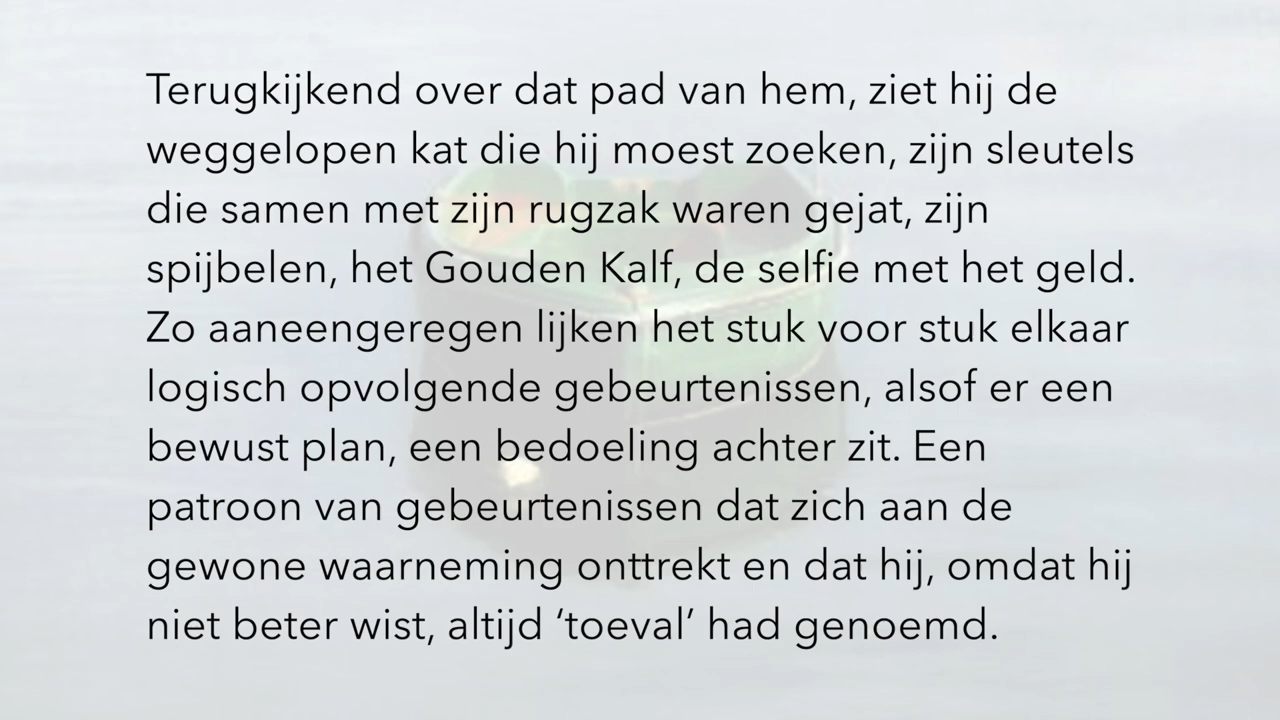 Terugkijkend over dat pad van hem, ziet hij de
weggelopen kat die hij moest zoeken, zijn sleutels
die samen met zijn rugzak waren gejat, zijn
spijbelen, het Gouden Kalf, de selfie met het geld.
Zo aaneengeregen lijken het stuk voor stuk elkaar
logisch opvolgende gebeurtenissen, alsof er een
bewust plan, een bedoeling achter zit. Een
patroon van gebeurtenissen dat zich aan de
gewone waarneming onttrekt en dat hij, omdat hij
niet beter wist, altijd ‘toeval’ had genoemd.